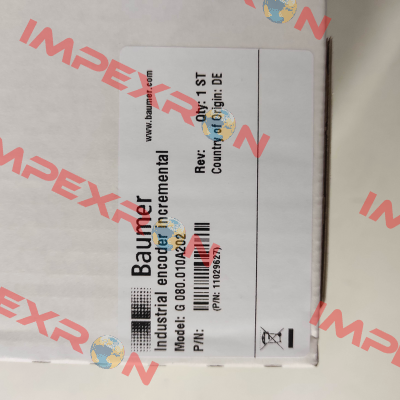 Baumer
www.baumer.com
Industrial encoder incremental
Model: G 080.010A202
P/N:
Rev:
Qty: 1 ST
(P/N: 11029627)
Country of Origin: DE
IMPEXRON
IMPEXRON
IMPEXRON
IMPEXRON